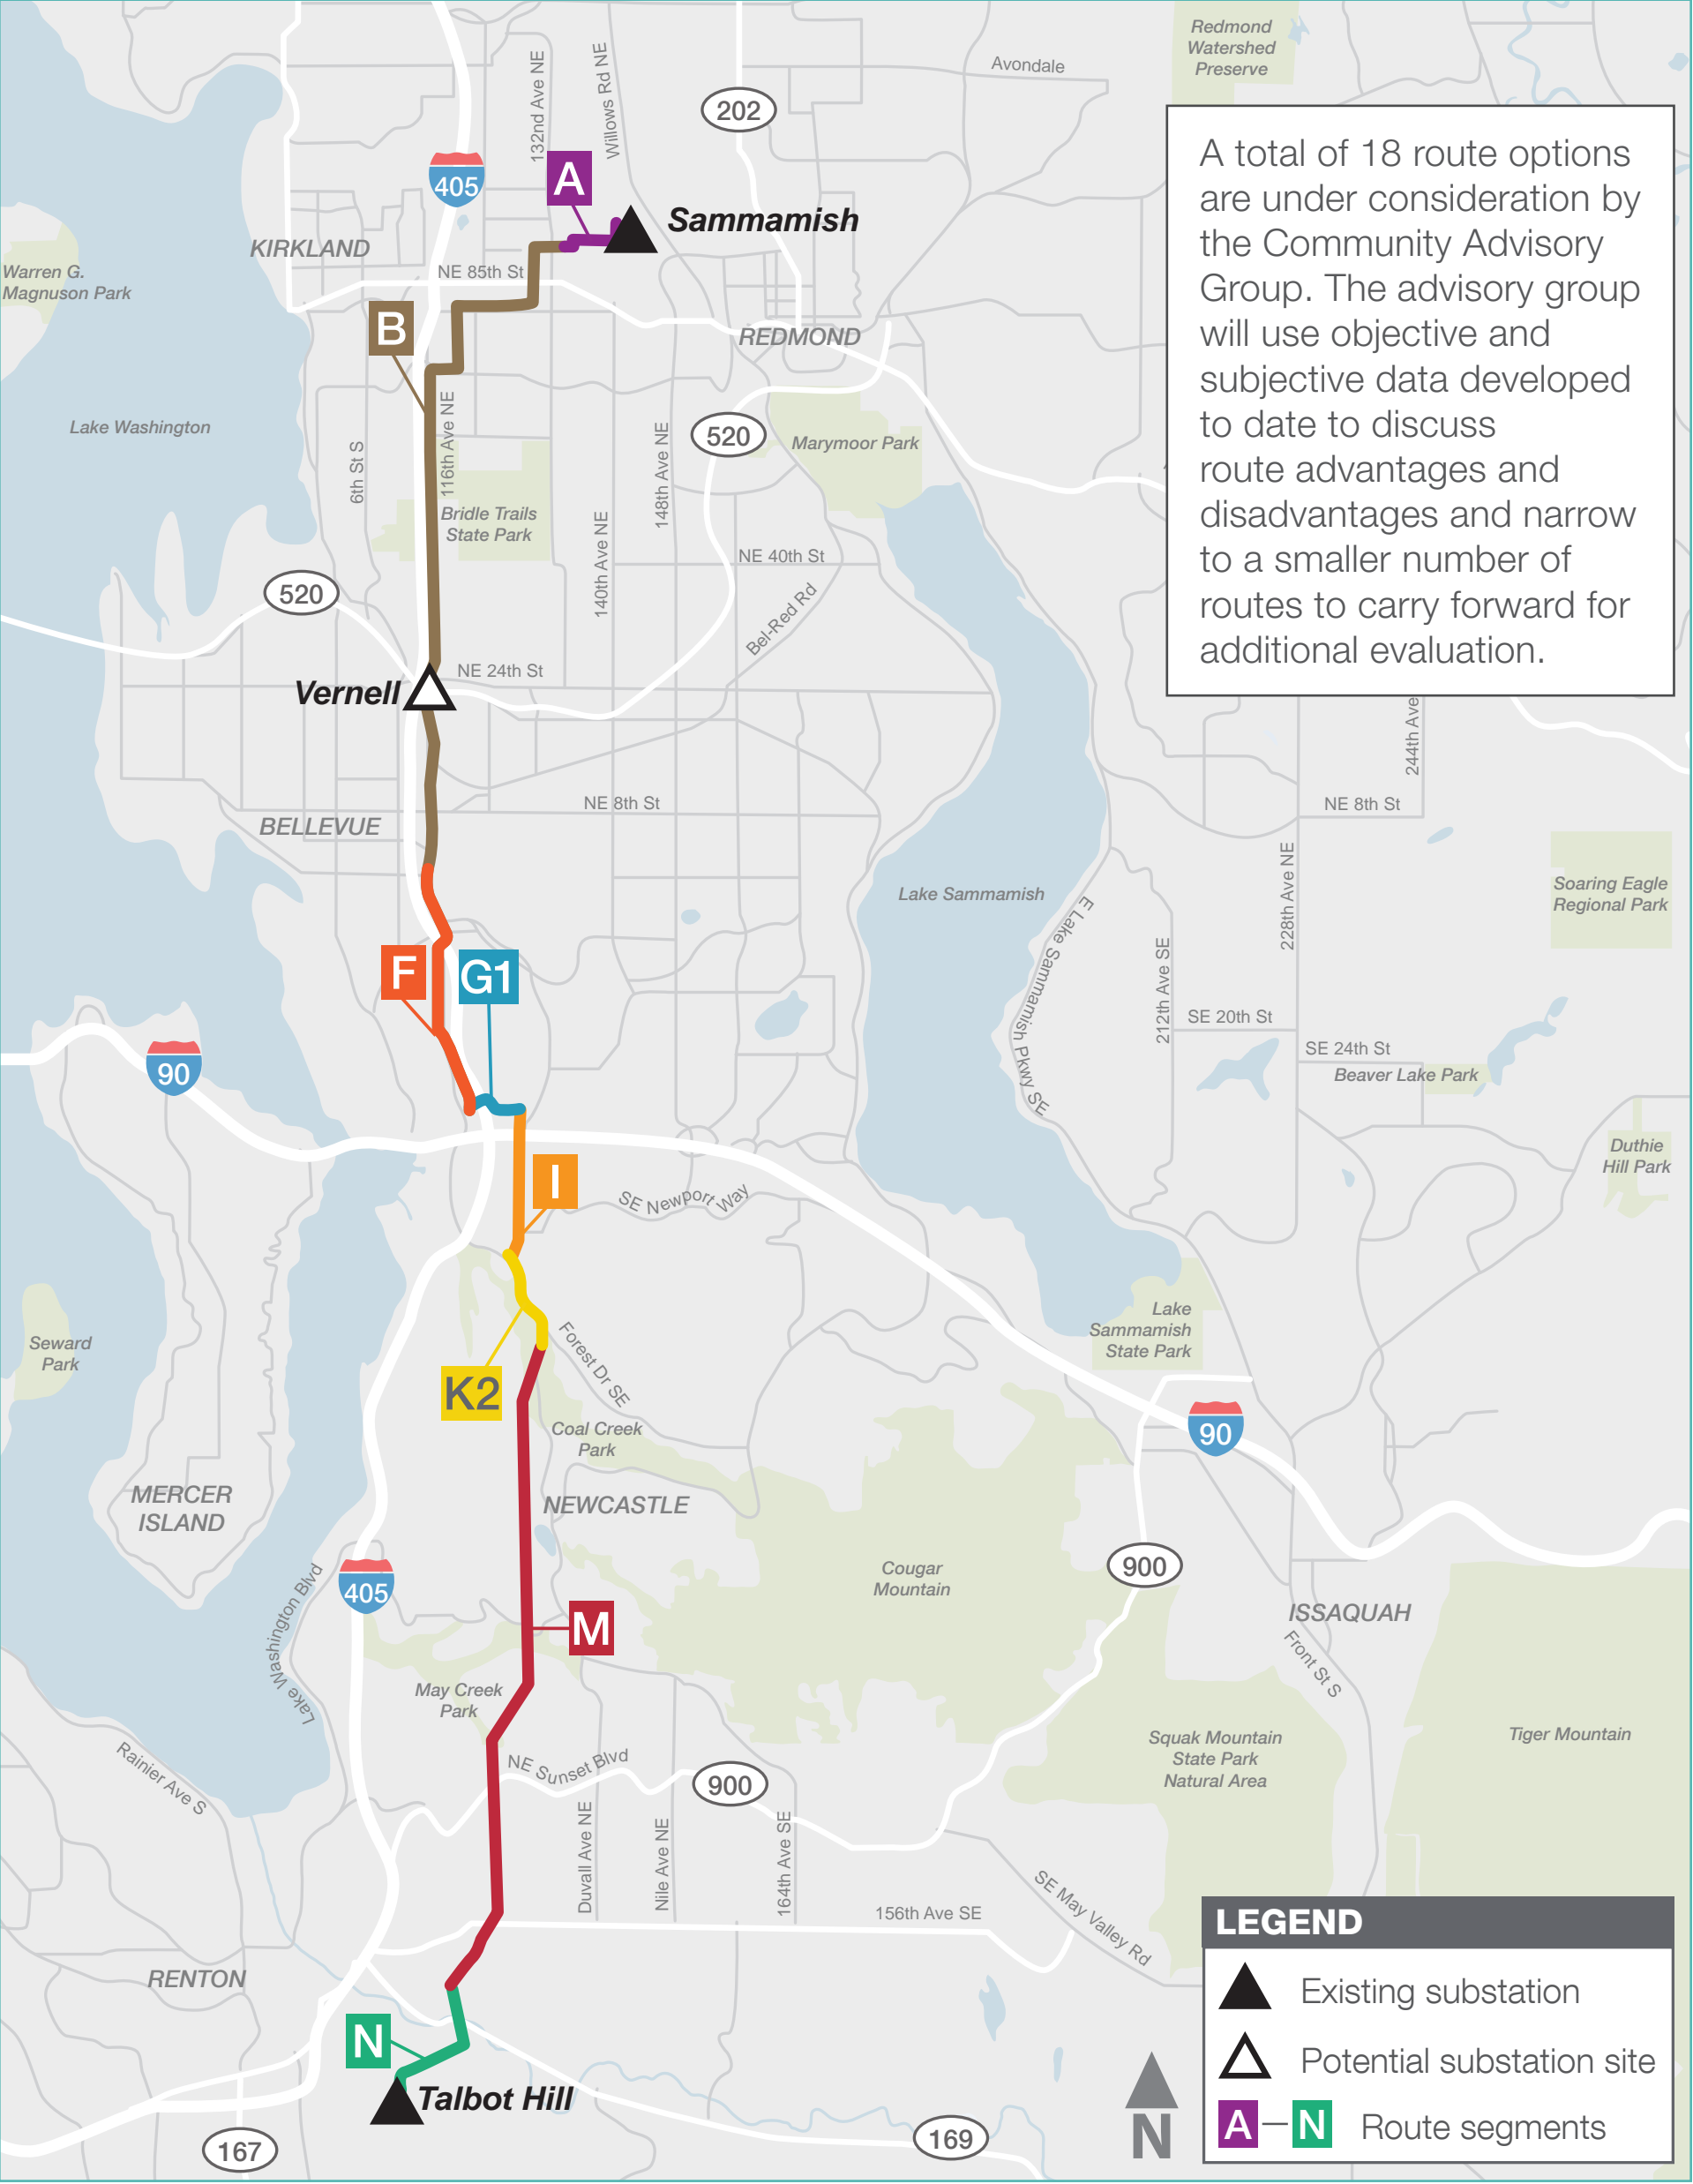 Redmond
Watershed
Preserve
Avondale
132nd Ave NE
Willows Rd NE
202
A total of 18 route options
are under consideration by
the Community Advisory
Group. The advisory group
will use objective and
subjective data developed
to date to discuss
route advantages and
disadvantages and narrow
to a smaller number of
routes to carry forward for
additional evaluation.
405
A
Sammamish
KIRKLAND
Warren G.
Magnuson Park
NE 85th St
B
REDMOND
Lake Washington
116th Ave NE
6th St S
520
Marymoor Park
148th Ave NE
Bridle Trails
State Park
140th Ave NE
NE 40th St
520
Bel-Red Rd
NE 24th St
Vernell
244th Ave
NE 8th St
NE 8th St
BELLEVUE
228th Ave NE
Lake Sammamish
Soaring Eagle
Regional Park
E Lake Sammamish Pkwy SE
212th Ave SE
F
G1
SE 20th St
SE 24th St
Beaver Lake Park
90
Duthie
Hill Park
I
SE Newport Way
Lake
Sammamish
State Park
Seward
Park
Forest Dr SE
K2
Coal Creek
Park
90
MERCER
ISLAND
NEWCASTLE
Cougar
Mountain
900
405
Lake Washington Blvd
ISSAQUAH
M
Front St S
May Creek
Park
Squak Mountain
State Park
Natural Area
Tiger Mountain
Rainier Ave S
NE Sunset Blvd
900
Duvall Ave NE
Nile Ave NE
164th Ave SE
SE May Valley Rd
156th Ave SE
RENTON
N
Talbot Hill
167
169
N
LEGEND
Existing substation
Potential substation site
A – N Route segments